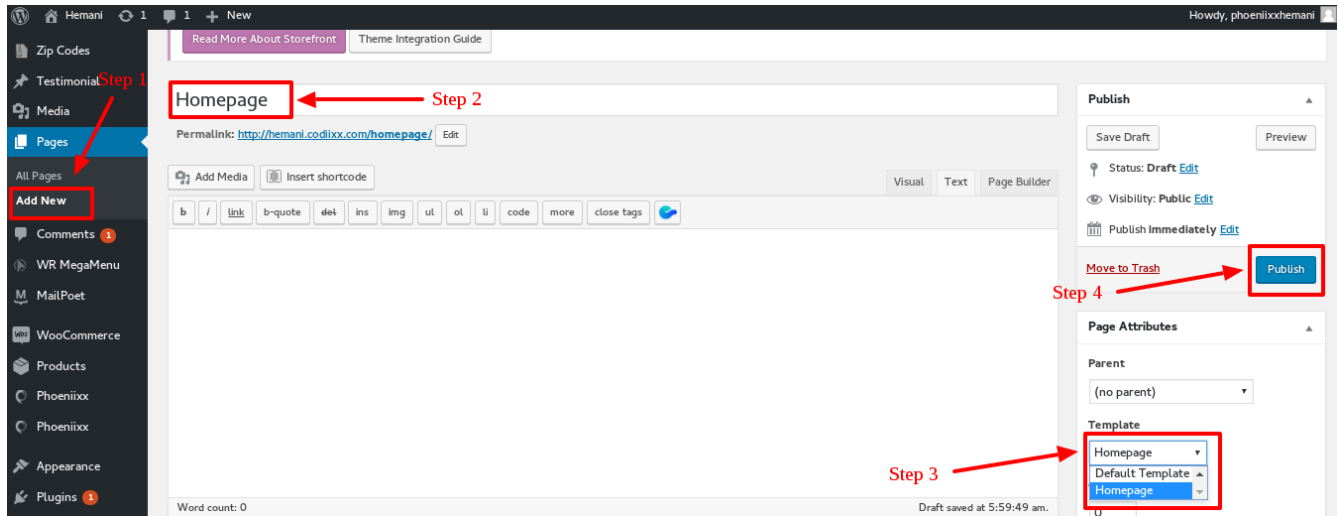 Hemani 1 1 + New Howdy, phoeniixxhemani
Zip Codes
Testimonial
Step 1
Media
Pages
All Pages
Add New
Comments 1
WR MegaMenu
MailPoet
WooCommerce
Products
Phoeniixx
Phoeniixx
Appearance
Plugins 1
Read More About Storefront Theme Integration Guide
Homepage
Step 2
Permalink: http://hemani.codiixx.com/homepage/ Edit
Add Media Insert shortcode
Visual Text Page Builder
b i link b-quote del ins img ul ol li code more close tags
Word count: 0 Draft saved at 5:59:49 am.
Publish
Save Draft Preview
Status: Draft Edit
Visibility: Public Edit
Publish immediately Edit
Move to Trash Publish
Step 4
Page Attributes
Parent
(no parent)
Template
Homepage
Step 3
Default Template
Homepage
0